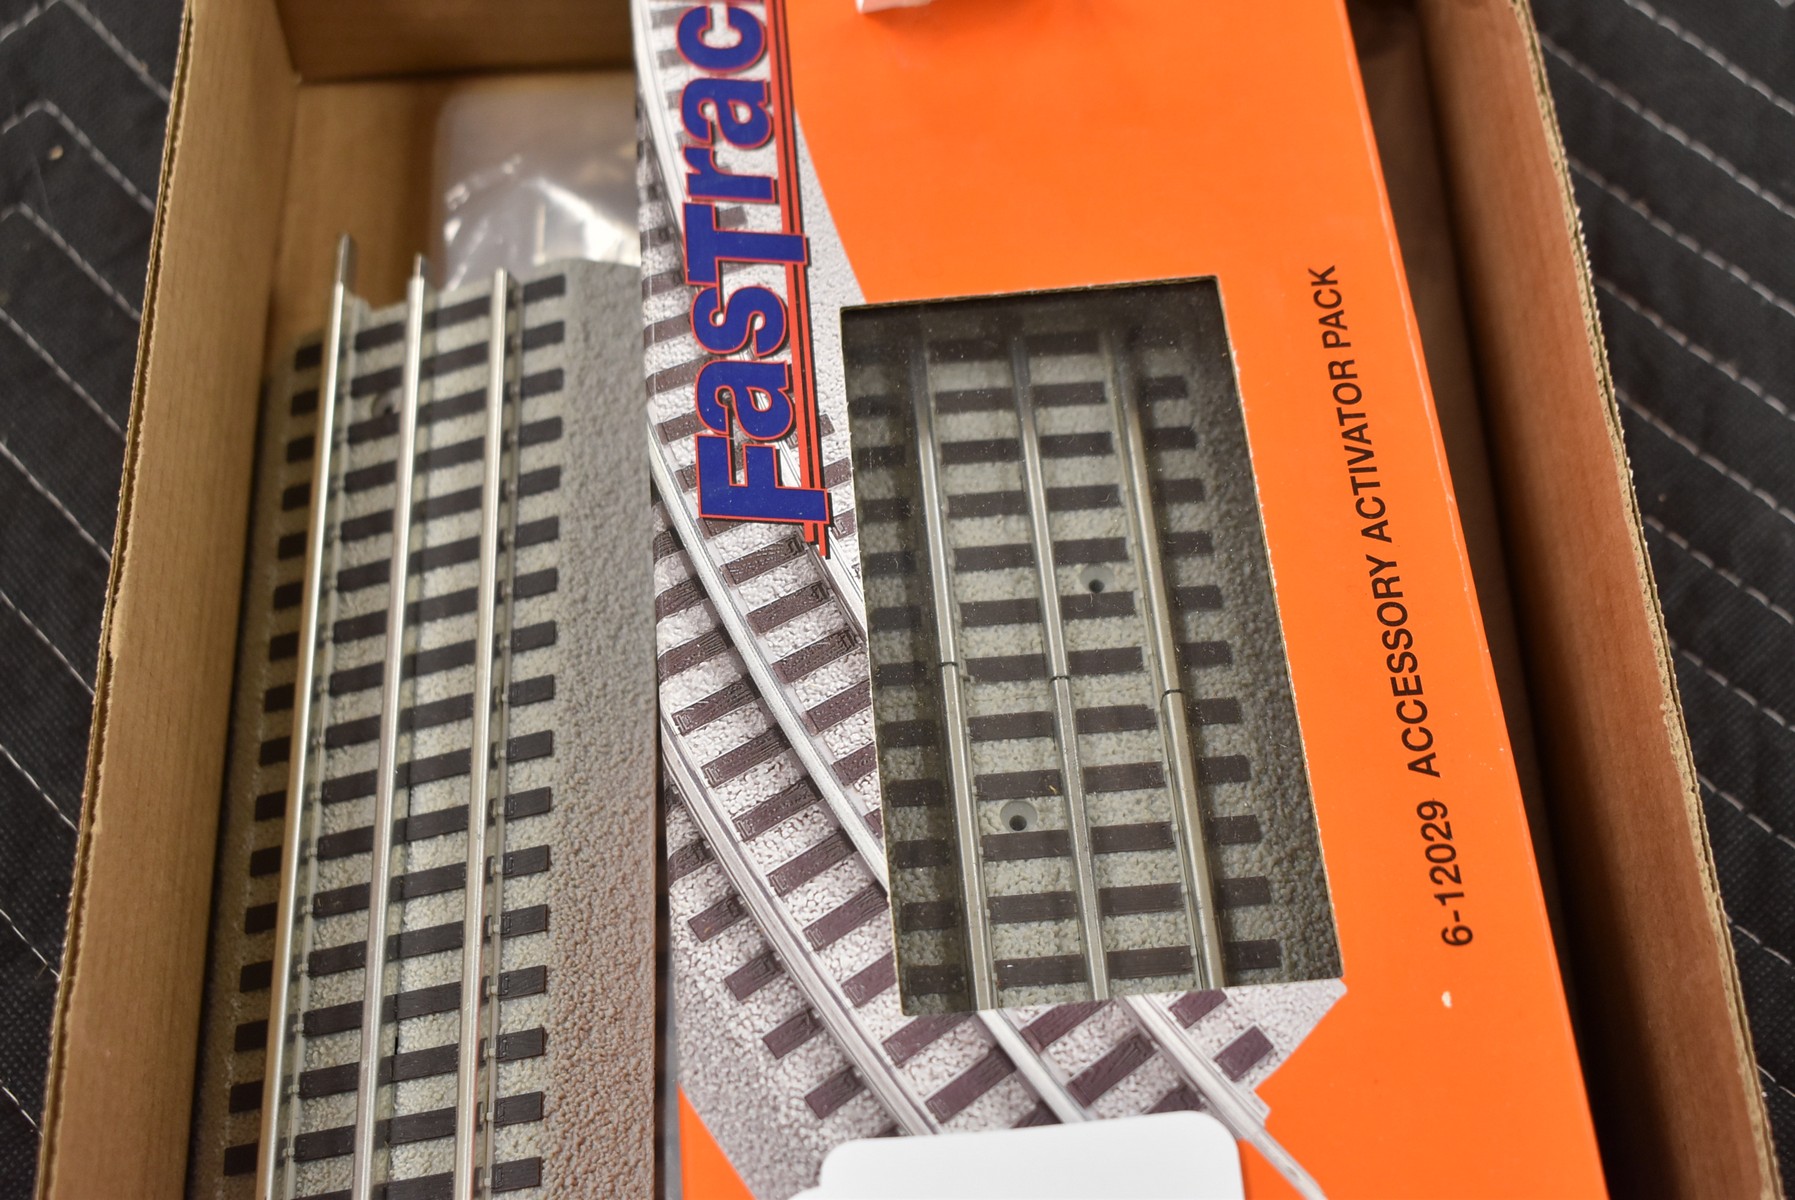 FasTrac
6-12029 ACCESSORY ACTIVATOR PACK